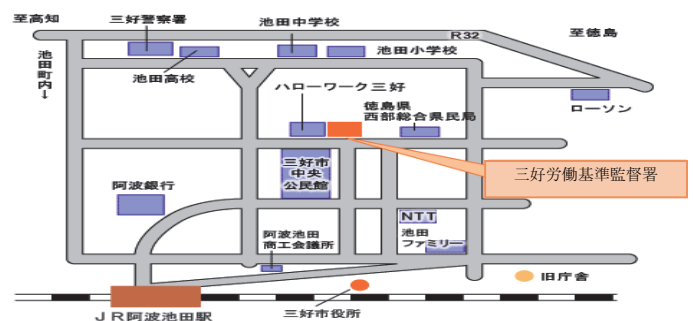 至高知
三好警察署
池田中学校
R32
至徳島
池田町内↓
池田高校
池田小学校
ハローワーク三好
徳島県
西部総合県民局
ローソン
三好市
中央
公民館
三好労働基準監督署
阿波銀行
NTT
池田
ファミリー
阿波池田
商工会議所
旧庁舎
JR阿波池田駅
三好市役所